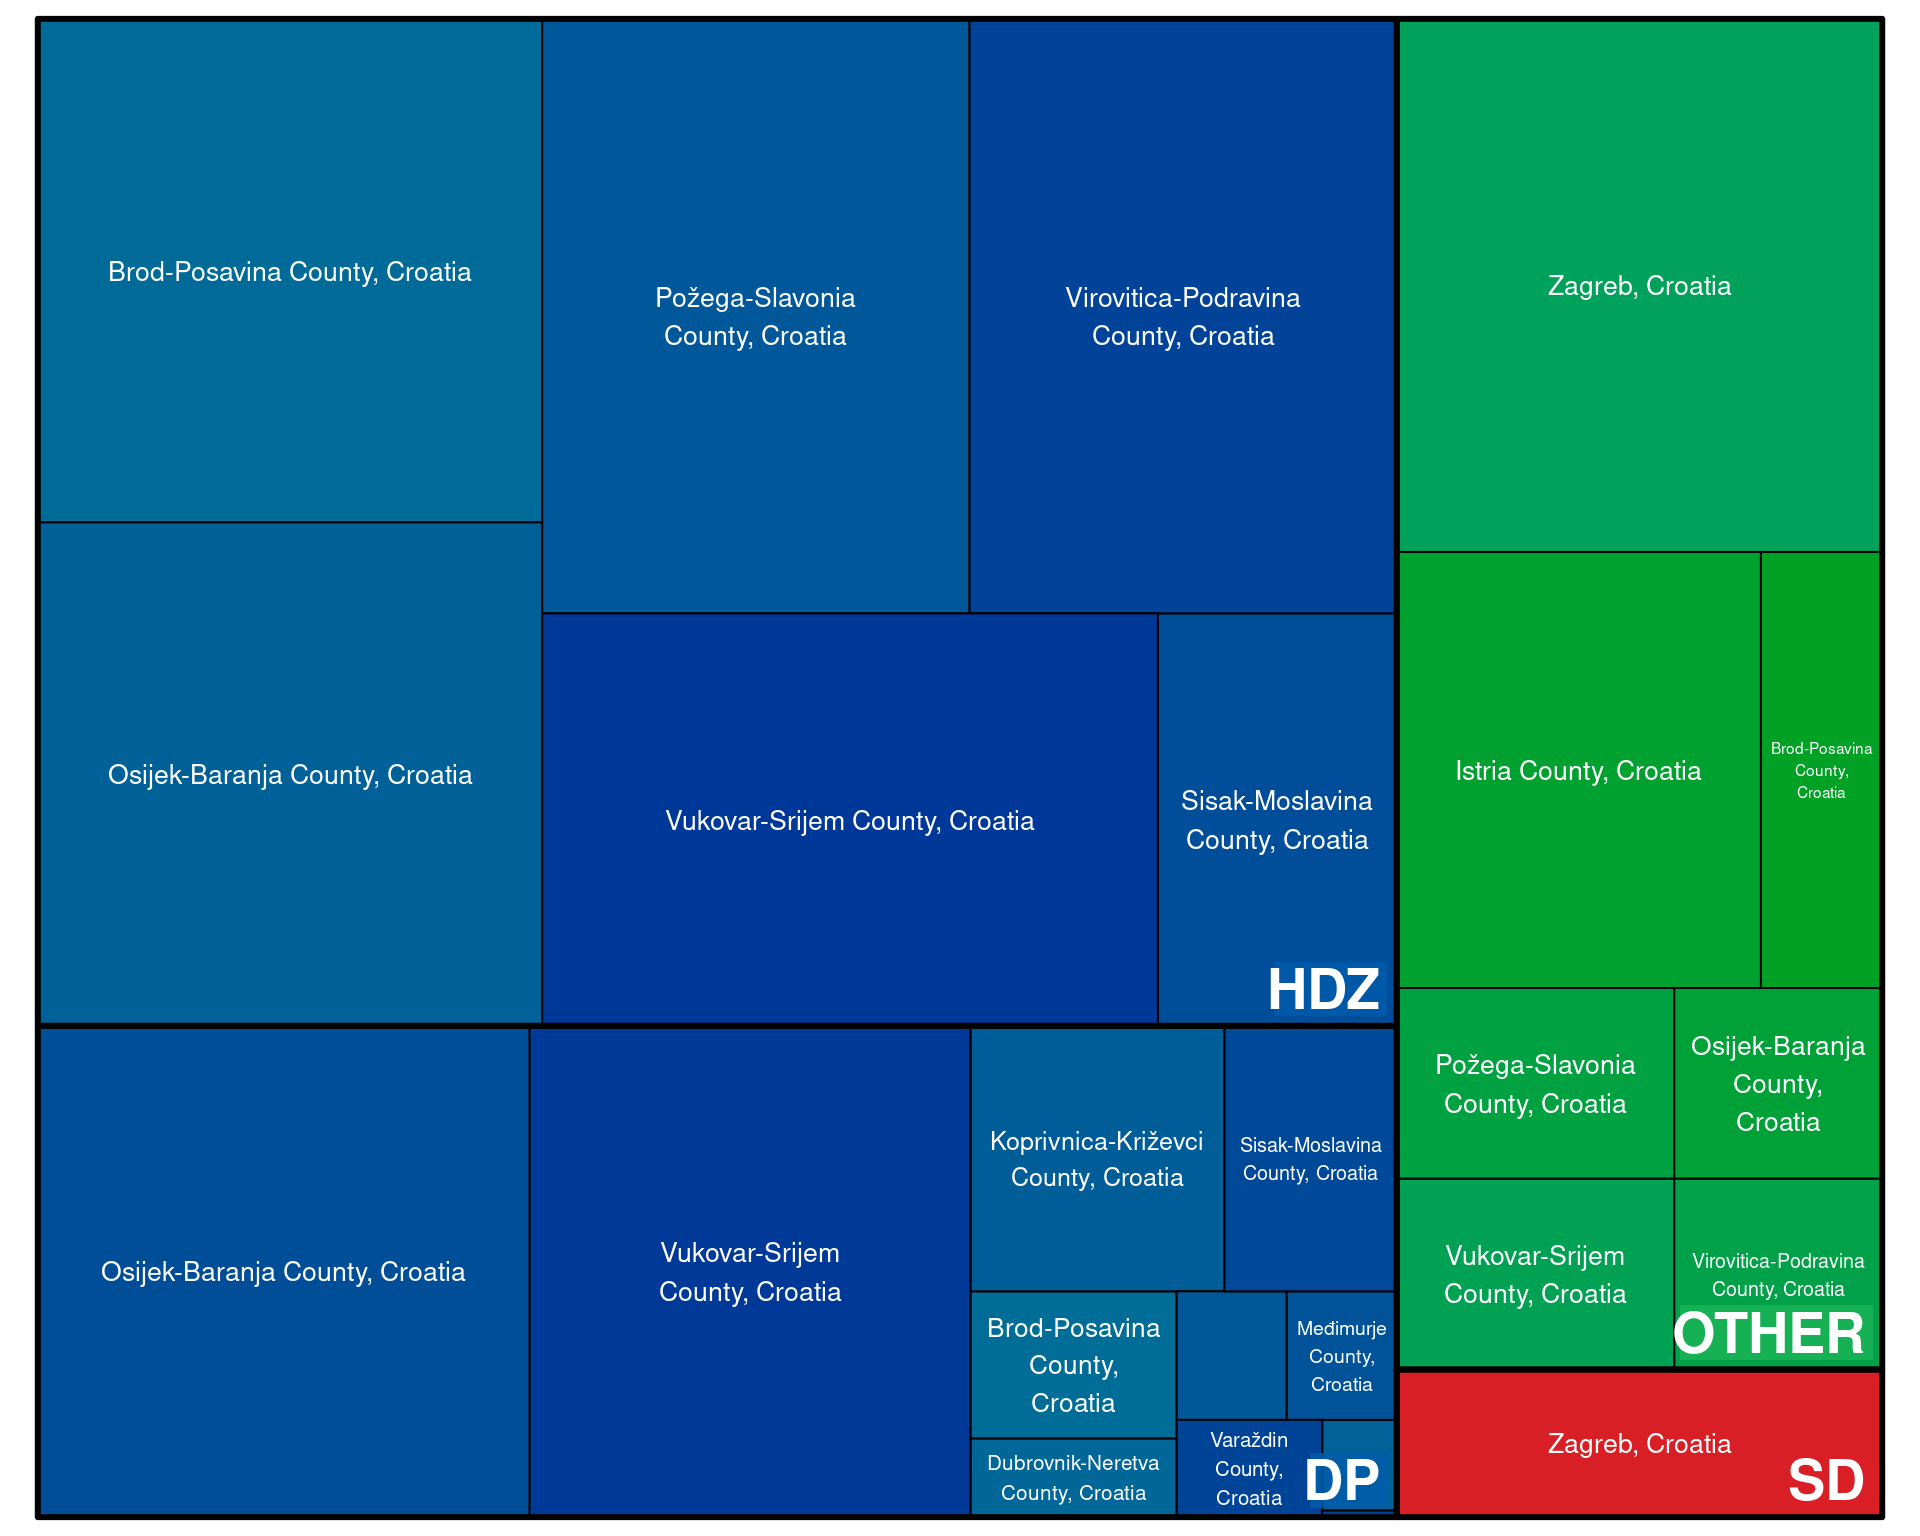 Brod-Posavina County, Croatia
Požega-Slavonia
County, Croatia
Virovitica-Podravina
County, Croatia
Osijek-Baranja County, Croatia
Vukovar-Srijem County, Croatia
Sisak-Moslavina
County, Croatia
HDZ
Osijek-Baranja County, Croatia
Vukovar-Srijem
County, Croatia
Koprivnica-Križevci
County, Croatia
Sisak-Moslavina
County, Croatia
Brod-Posavina
County,
Croatia
Međimurje
County,
Croatia
Dubrovnik-Neretva
County, Croatia
Varaždin
County,
Croatia
DP
Zagreb, Croatia
Istria County, Croatia
Brod-Posavina
County,
Croatia
Požega-Slavonia
County, Croatia
Osijek-Baranja
County,
Croatia
Vukovar-Srijem
County, Croatia
Virovitica-Podravina
County, Croatia
OTHER
Zagreb, Croatia
SD